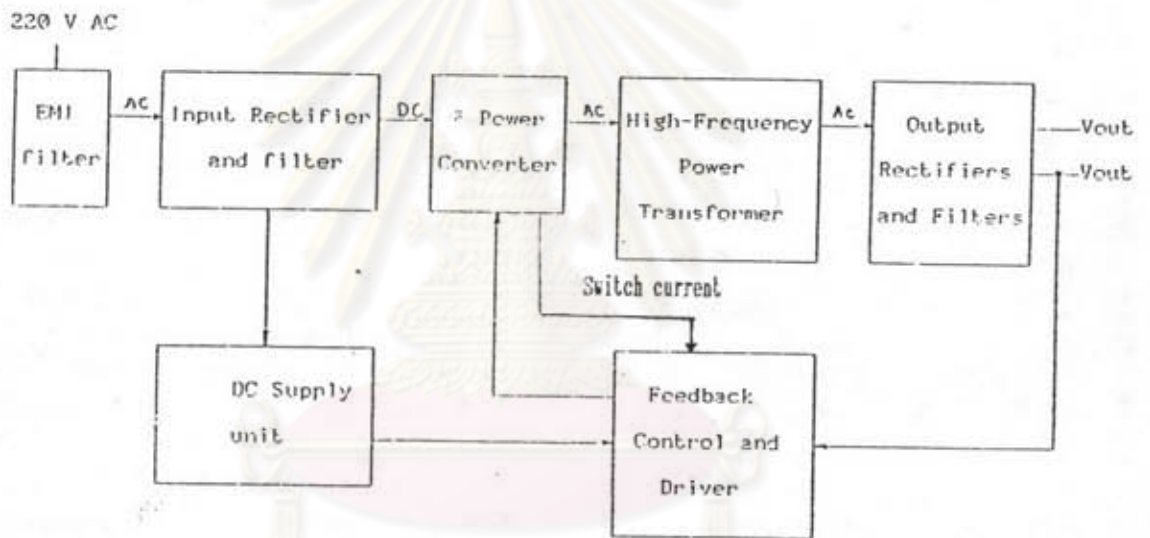 220 V AC
EMI
filter
AC
Input Rectifier
and filter
DC
Power
Converter
AC
High-Frequency
Power
Transformer
AC
Output
Rectifiers
and Filters
Vout
Vout
Switch current
DC Supply
unit
Feedback
Control and
Driver